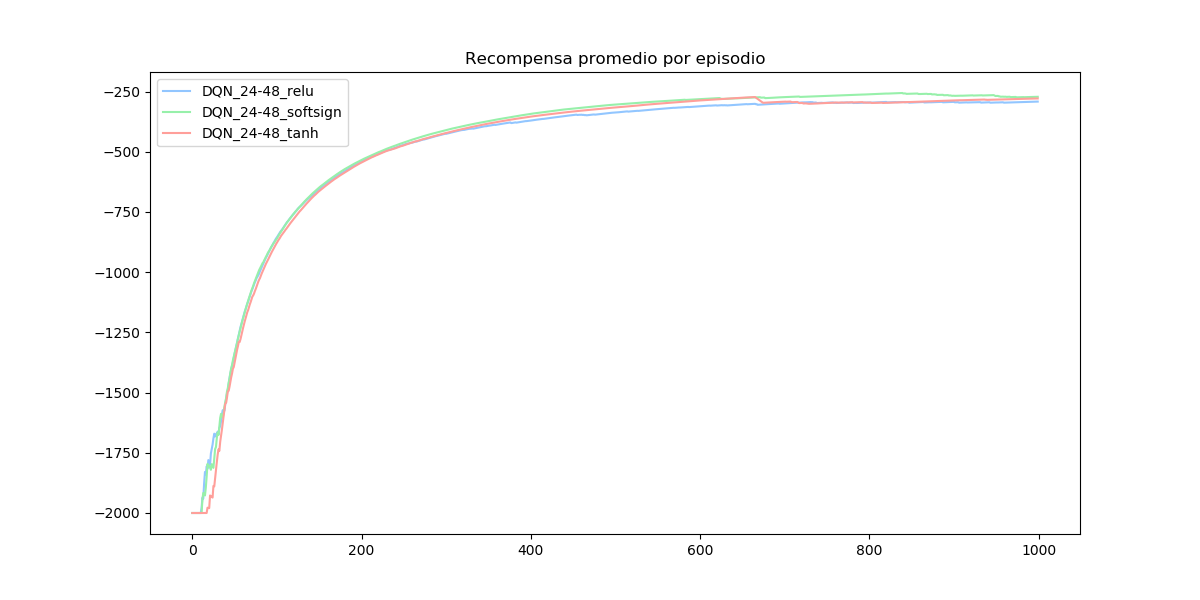 Recompensa promedio por episodio
DQN_24-48_relu
DQN_24-48_softsign
DQN_24-48_tanh
−250
−500
−750
−1000
−1250
−1500
−1750
−2000
0 200 400 600 800 1000